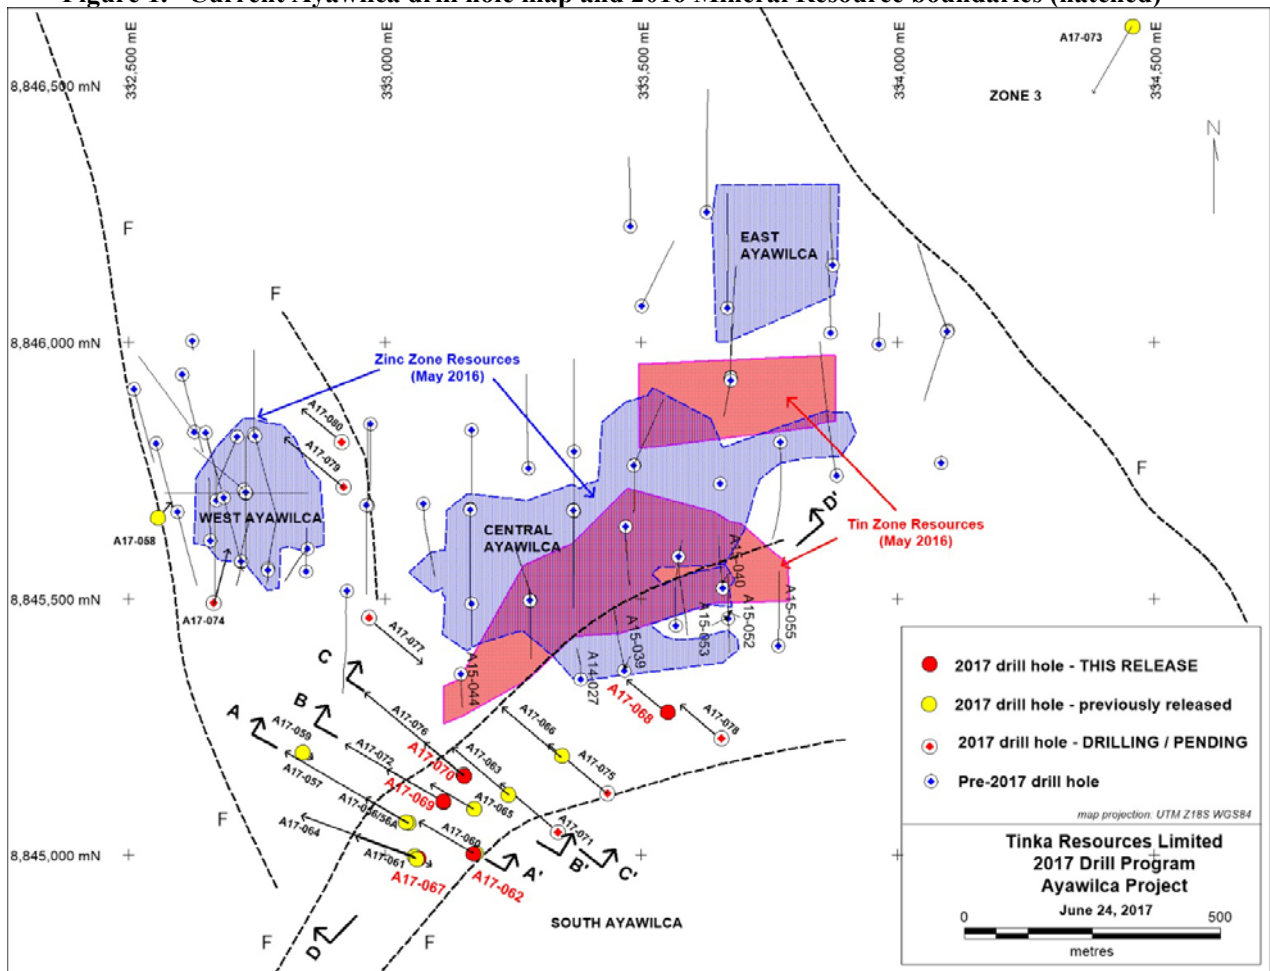 Figure 1. Current Ayawilca drill hole map and 2016 Mineral Resource boundaries (hatched)
332,500 mE
333,000 mE
333,500 mE
334,000 mE
334,500 mE
A17-073
8,846,500 mN
ZONE 3
N
F
EAST
AYAWILCA
F
8,846,000 mN
Zinc Zone Resources
(May 2016)
A17-080
A17-079
F
WEST AYAWILCA
CENTRAL
AYAWILCA
D'
Tin Zone Resources
(May 2016)
A17-058
A15-040
8,845,500 mN
A17-074
A17-077
A15-044
A14-027
A15-039
A15-053
A15-052
A15-055
C
B
A
A17-068
A17-078
A17-076
A17-066
A17-059
A17-072
A17-070
A17-063
A17-075
A17-057
A17-069
A17-065
A17-056/56A
A17-064
A17-060
A17-071
A17-061
8,845,000 mN
A17-067
A17-062
A'
B'
C'
F
SOUTH AYAWILCA
D
F
F
2017 drill hole - THIS RELEASE
2017 drill hole - previously released
2017 drill hole - DRILLING / PENDING
Pre-2017 drill hole
map projection: UTM Z18S WGS84
Tinka Resources Limited
2017 Drill Program
Ayawilca Project
June 24, 2017
0 500
metres